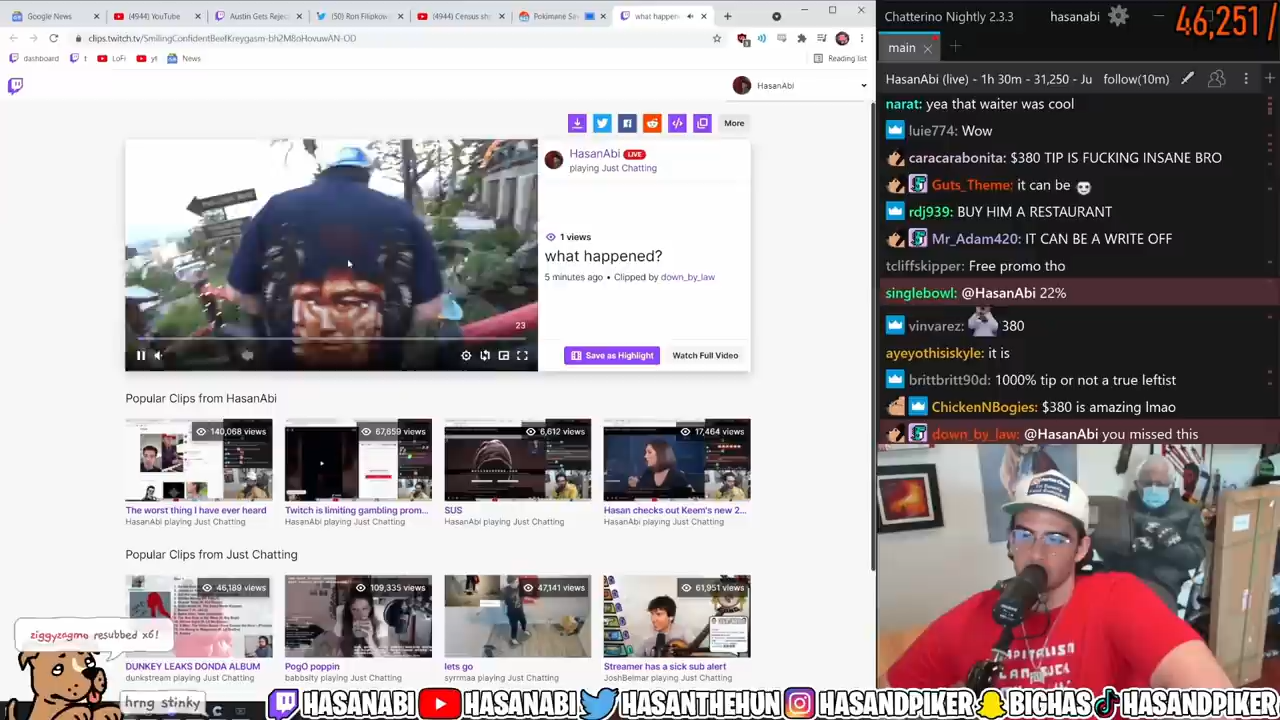 Google News
(4944) YouTube
Austin Gets Rejec
(50) Ron Filipkow
(4944) Census sh
Pokimane Sav
what happen
clips.twitch.tv/SmilingConfidentBeefKreygasm-bh2M8oHovuwAN-OD
dashboard
t
LoFi
yt
News
Reading list
HasanAbi
More
HasanAbi LIVE
playing Just Chatting
1 views
what happened?
5 minutes ago • Clipped by down_by_law
23
Save as Highlight
Watch Full Video
Popular Clips from HasanAbi
140,068 views
67,659 views
6,612 views
17,464 views
The worst thing I have ever heard
Twitch is limiting gambling prom...
SUS
Hasan checks out Keem's new 2...
HasanAbi playing Just Chatting
HasanAbi playing Just Chatting
HasanAbi playing Just Chatting
HasanAbi playing Just Chatting
Popular Clips from Just Chatting
46,189 views
109,335 views
47,141 views
61,951 views
DUNKEY LEAKS DONDA ALBUM
PogO poppin
lets go
Streamer has a sick sub alert
dunkstream playing Just Chatting
babbsity playing Just Chatting
syrrmaa playing Just Chatting
JoshBelmar playing Just Chatting
ziggyzagmo resubbed x6!
hrng stinky
Chatterino Nightly 2.3.3
hasanabi
46,251 /
main
HasanAbi (live) - 1h 30m - 31,250 - Ju
follow(10m)
narat: yea that waiter was cool
luie774: Wow
caracarabonita: $380 TIP IS FUCKING INSANE BRO
Guts_Theme: it can be
rdj939: BUY HIM A RESTAURANT
Mr_Adam420: IT CAN BE A WRITE OFF
tcliffskipper: Free promo tho
singlebowl: @HasanAbi 22%
vinvarez: 380
ayeyothisiskyle: it is
brittbritt90d: 1000% tip or not a true leftist
ChickenNBogies: $380 is amazing lmao
down_by_law: @HasanAbi you missed this
HASANABI
HASANABI
HASANTHEHUN
HASANDPIKER
BIGHAS
HASANDPIKER